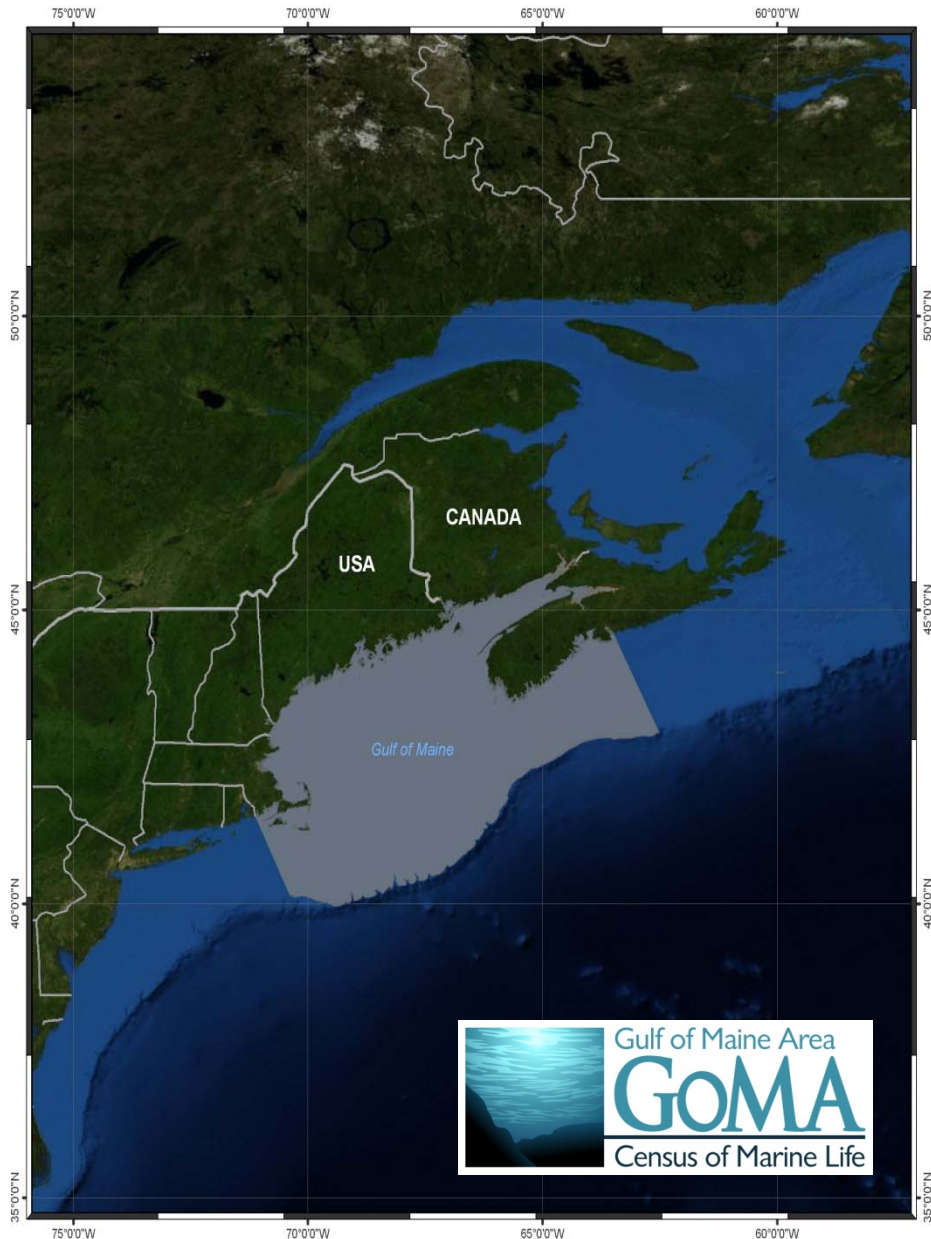 75°0'0"W 70°0'0"W 65°0'0"W 60°0'0"W
50°0'0"N 50°0'0"N
CANADA
USA
45°0'0"N 45°0'0"N
Gulf of Maine
40°0'0"N 40°0'0"N
Gulf of Maine Area
GoMA
Census of Marine Life
35°0'0"N 35°0'0"N
75°0'0"W 70°0'0"W 65°0'0"W 60°0'0"W